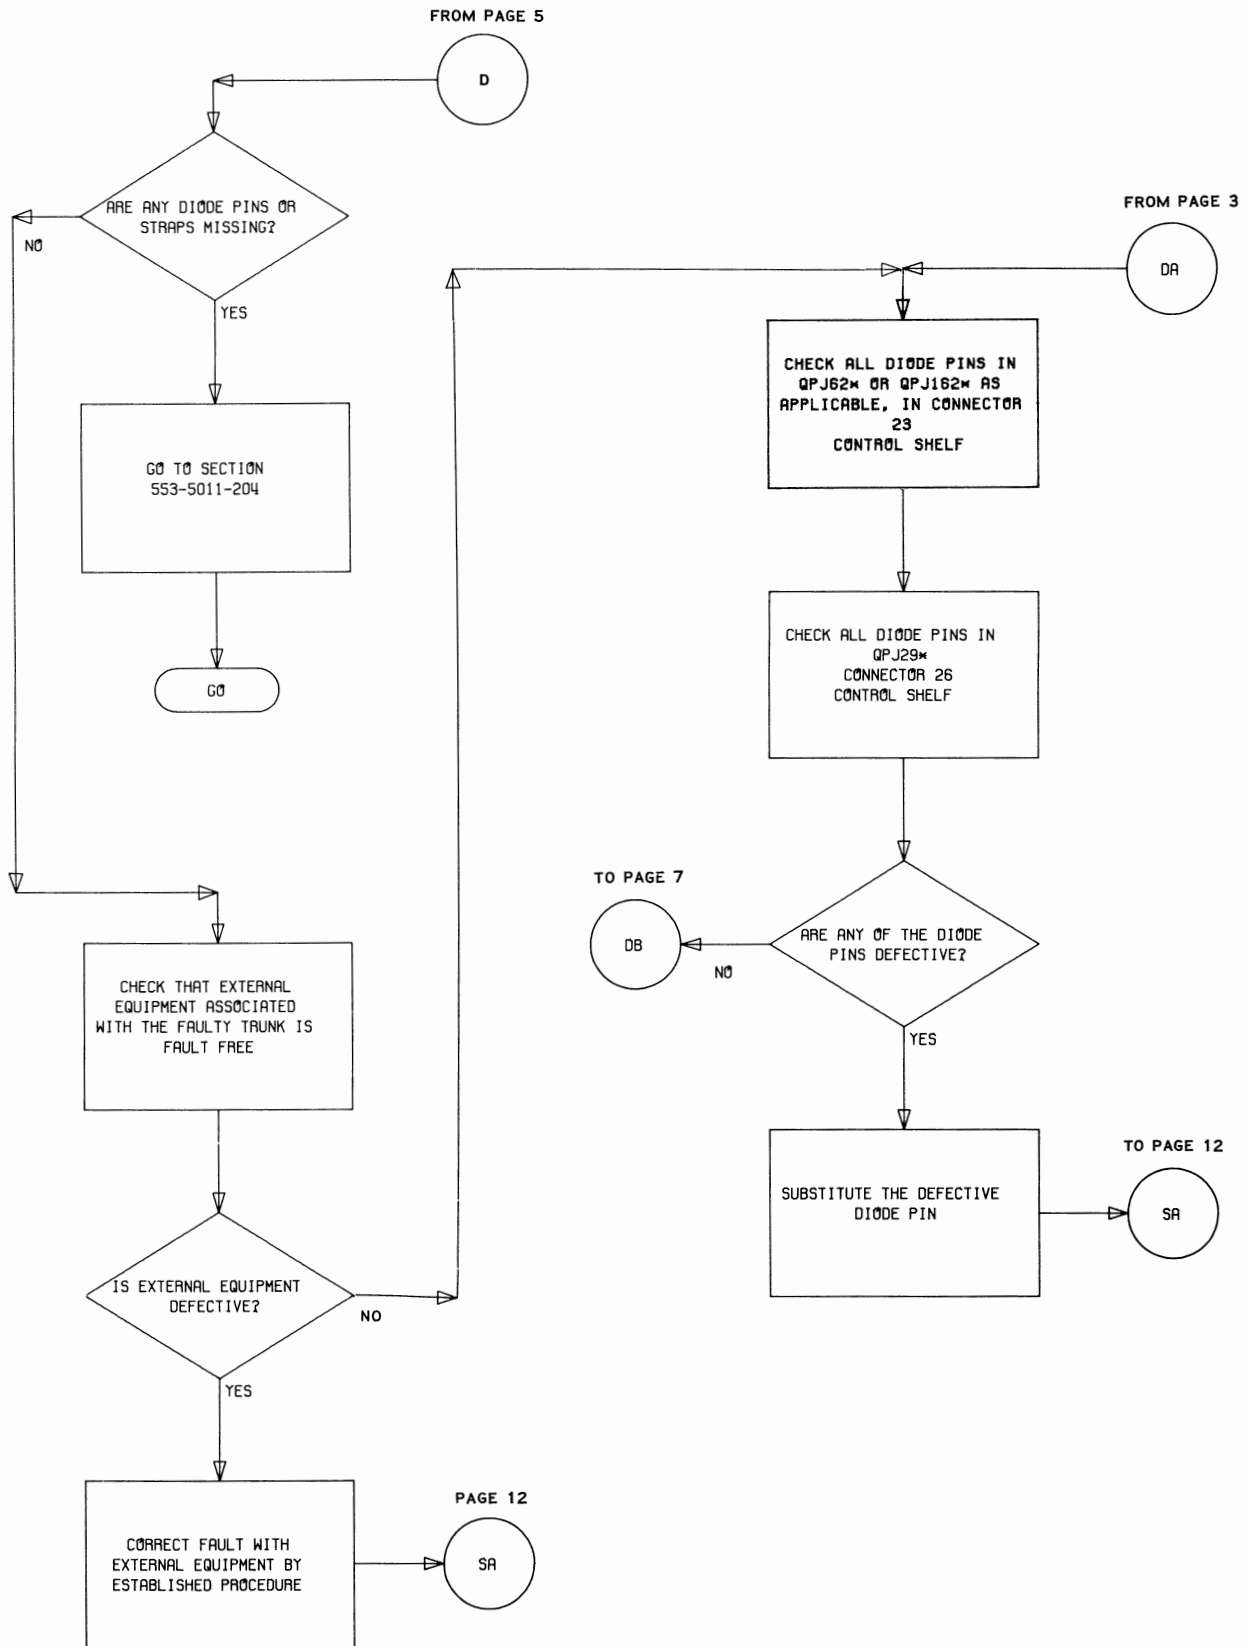 FROM PAGE 5
D
ARE ANY DIODE PINS OR
STRAPS MISSING?
NO
YES
GO TO SECTION
553-5011-204
GO
CHECK THAT EXTERNAL
EQUIPMENT ASSOCIATED
WITH THE FAULTY TRUNK IS
FAULT FREE
IS EXTERNAL EQUIPMENT
DEFECTIVE?
NO
YES
CORRECT FAULT WITH
EXTERNAL EQUIPMENT BY
ESTABLISHED PROCEDURE
PAGE 12
SA
FROM PAGE 3
DA
CHECK ALL DIODE PINS IN
QPJ62* OR QPJ162* AS
APPLICABLE, IN CONNECTOR
23
CONTROL SHELF
CHECK ALL DIODE PINS IN
QPJ29*
CONNECTOR 26
CONTROL SHELF
TO PAGE 7
DB
NO
ARE ANY OF THE DIODE
PINS DEFECTIVE?
YES
SUBSTITUTE THE DEFECTIVE
DIODE PIN
TO PAGE 12
SA